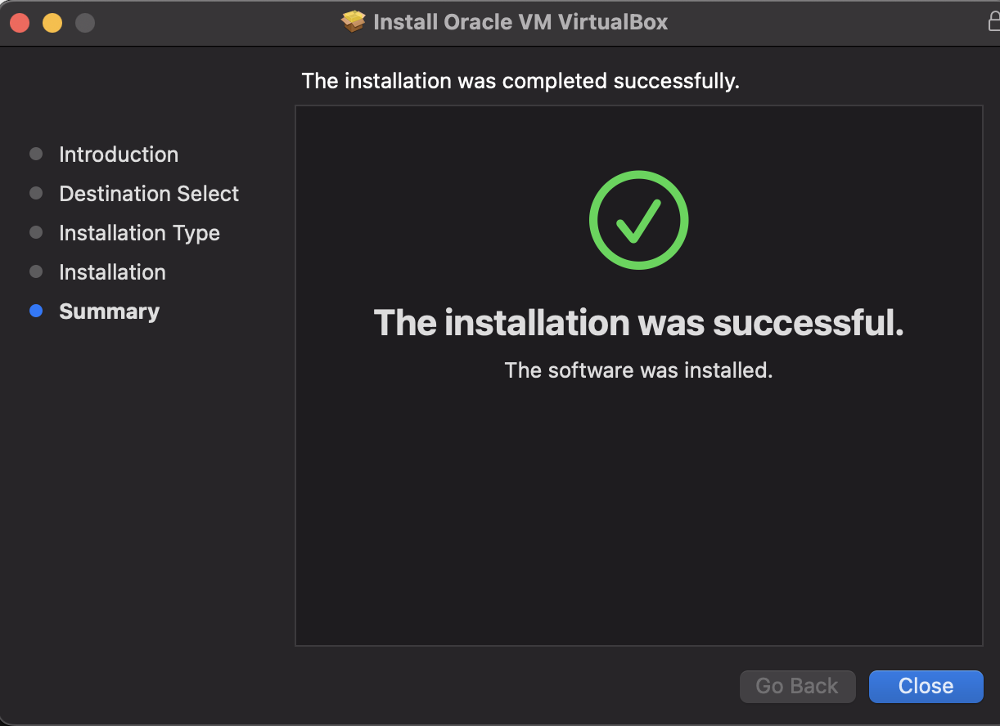 Install Oracle VM VirtualBox
The installation was completed successfully.
Introduction
Destination Select
Installation Type
Installation
Summary
The installation was successful.
The software was installed.
Go Back
Close